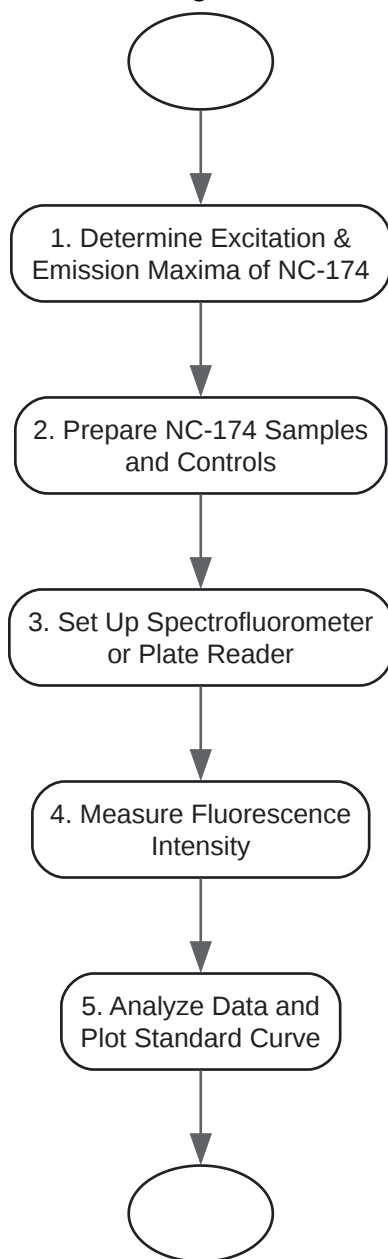 1. Determine Excitation &
Emission Maxima of NC-174
2. Prepare NC-174 Samples
and Controls
3. Set Up Spectrofluorometer
or Plate Reader
4. Measure Fluorescence
Intensity
5. Analyze Data and
Plot Standard Curve